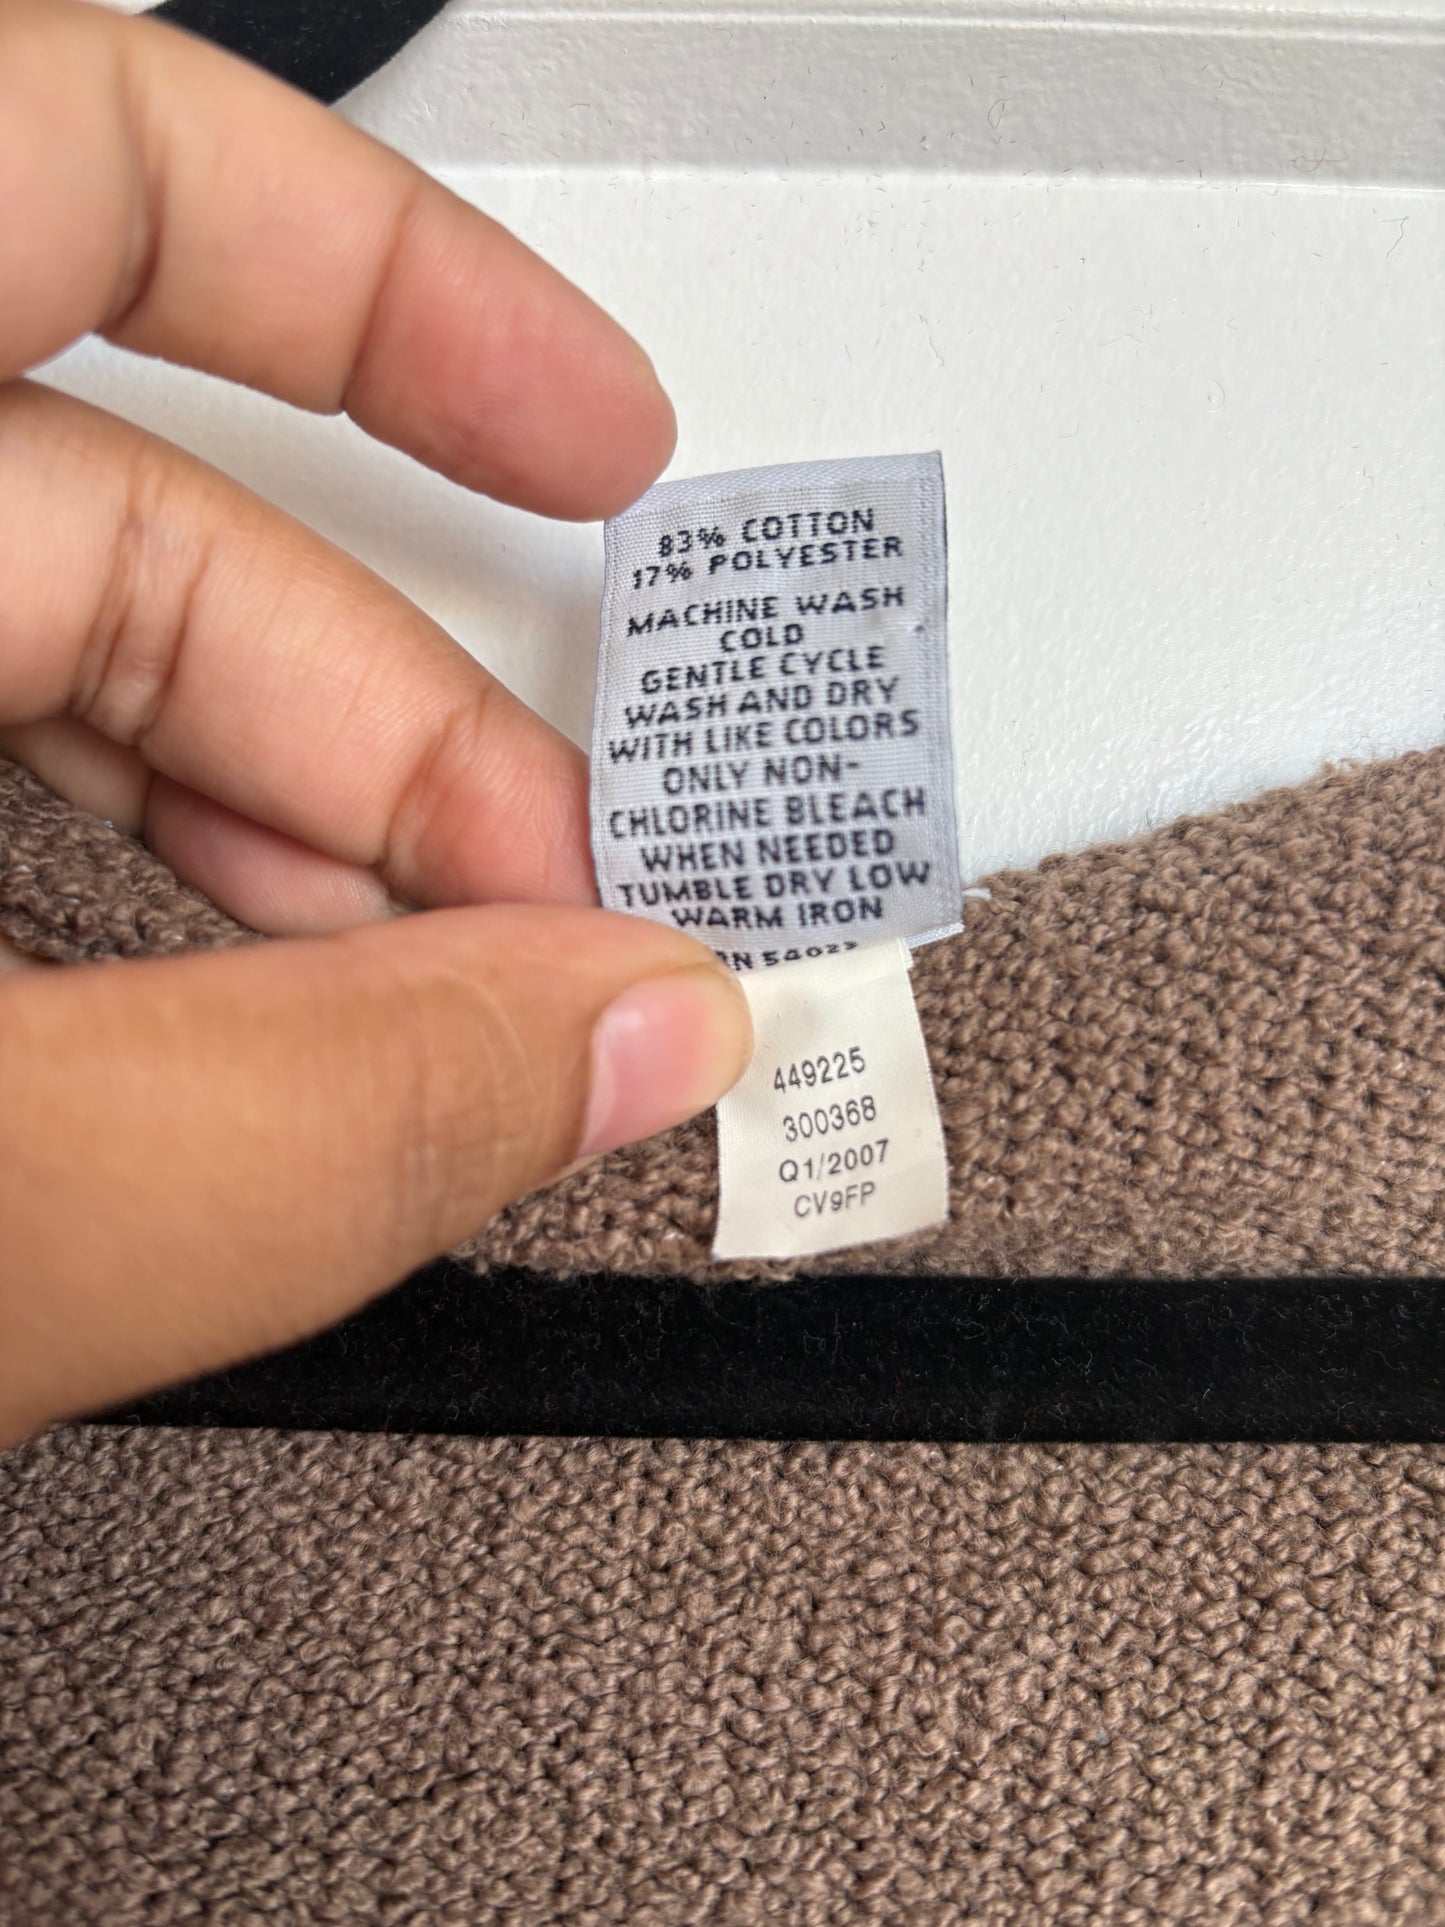 83% COTTON
17% POLYESTER
MACHINE WASH
COLD
GENTLE CYCLE
WASH AND DRY
WITH LIKE COLORS
ONLY NON-
CHLORINE BLEACH
WHEN NEEDED
TUMBLE DRY LOW
WARM IRON
54023
449225
300368
Q1/2007
CV9FP